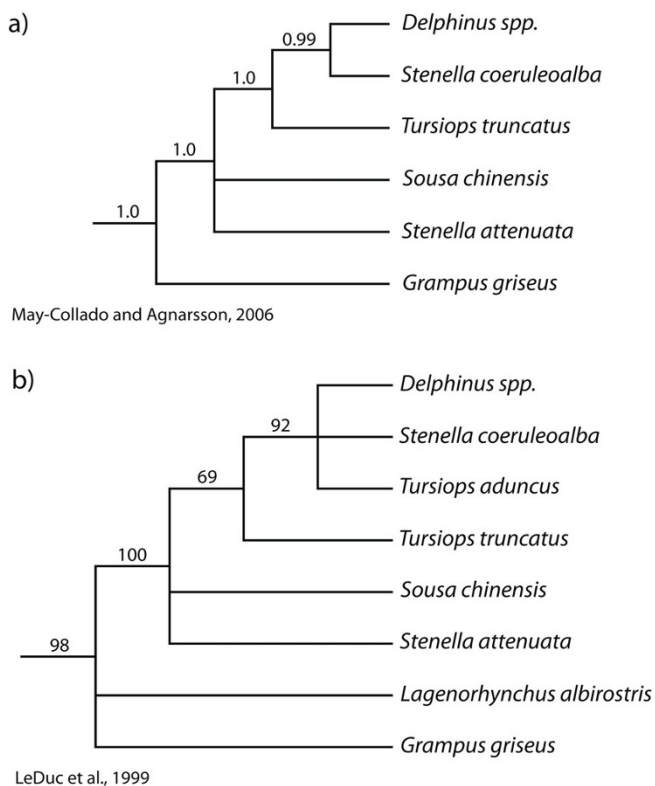 a)
Delphinus spp.
0.99
Stenella coeruleoalba
1.0
Tursiops truncatus
1.0
Sousa chinensis
1.0
Stenella attenuata
Grampus griseus
May-Collado and Agnarsson, 2006
b)
Delphinus spp.
92
Stenella coeruleoalba
69
Tursiops aduncus
Tursiops truncatus
100
Sousa chinensis
98
Stenella attenuata
Lagenorhynchus albirostris
Grampus griseus
LeDuc et al., 1999